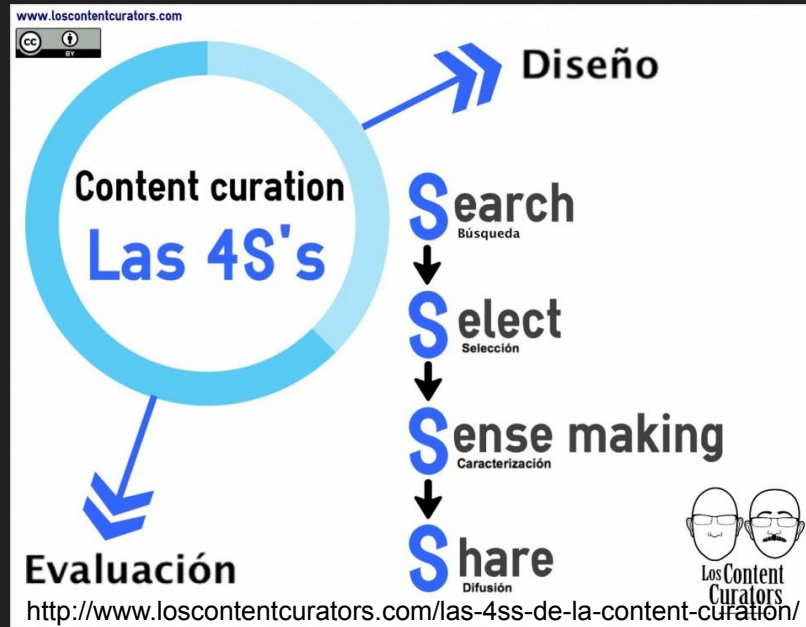 www.loscontentcurators.com
cc BY
Diseño
Content curation
Las 4S's
Search
Búsqueda
Select
Selección
Sense making
Caracterización
Share
Difusión
Evaluación
Los Content
Curators
http://www.loscontentcurators.com/las-4ss-de-la-content-curation/